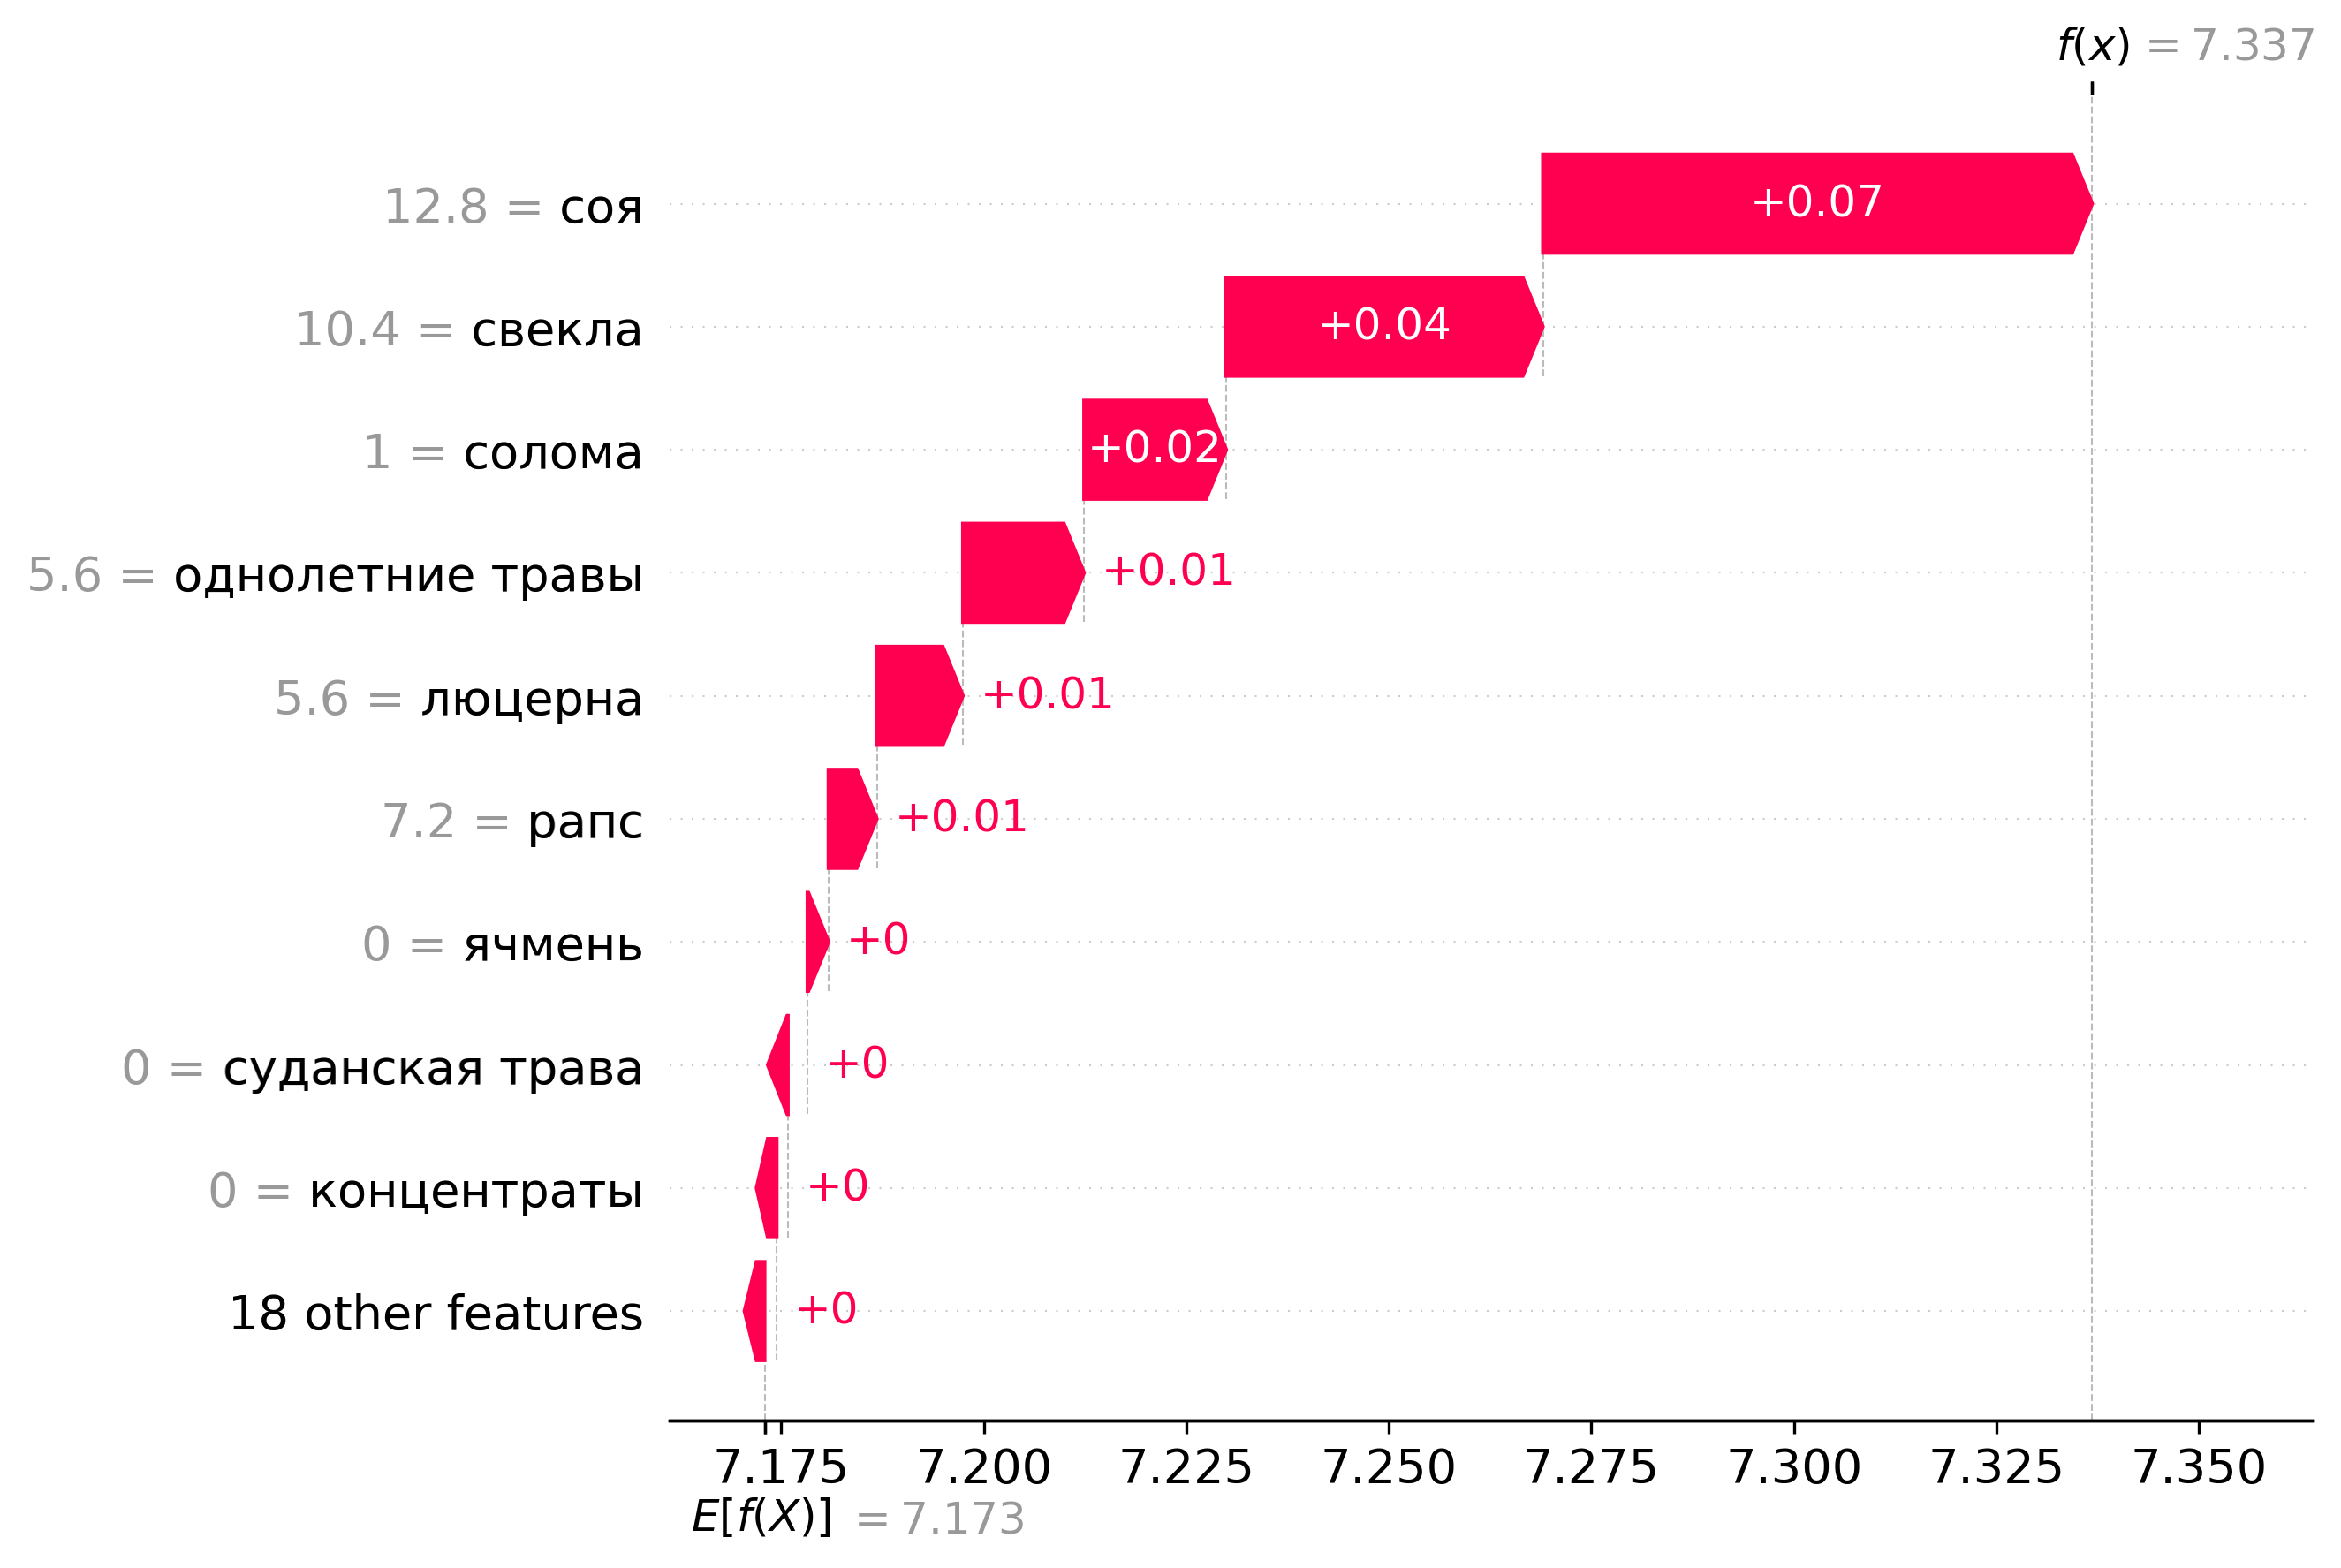 f(x) = 7.337
12.8 = соя +0.07
10.4 = свекла +0.04
1 = солома +0.02
5.6 = однолетние травы +0.01
5.6 = люцерна +0.01
7.2 = рапс +0.01
0 = ячмень +0
0 = суданская трава +0
0 = концентраты +0
18 other features +0
7.175 7.200 7.225 7.250 7.275 7.300 7.325 7.350
E[f(X)] = 7.173